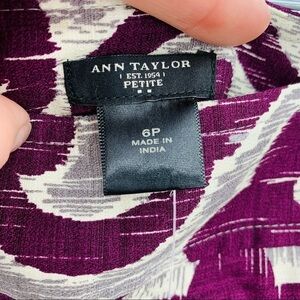 ANN TAYLOR
EST. 1954
PETITE
6P
MADE IN
INDIA